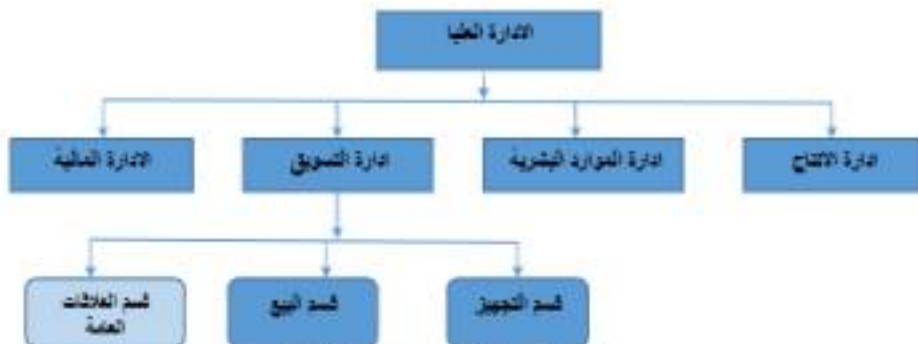 الادارة العليا
ادارة الانتاج
ادارة الموارد البشرية
ادارة التسويق
الادارة المالية
قسم التجهيز
قسم البيع
قسم العلاقات
العامة